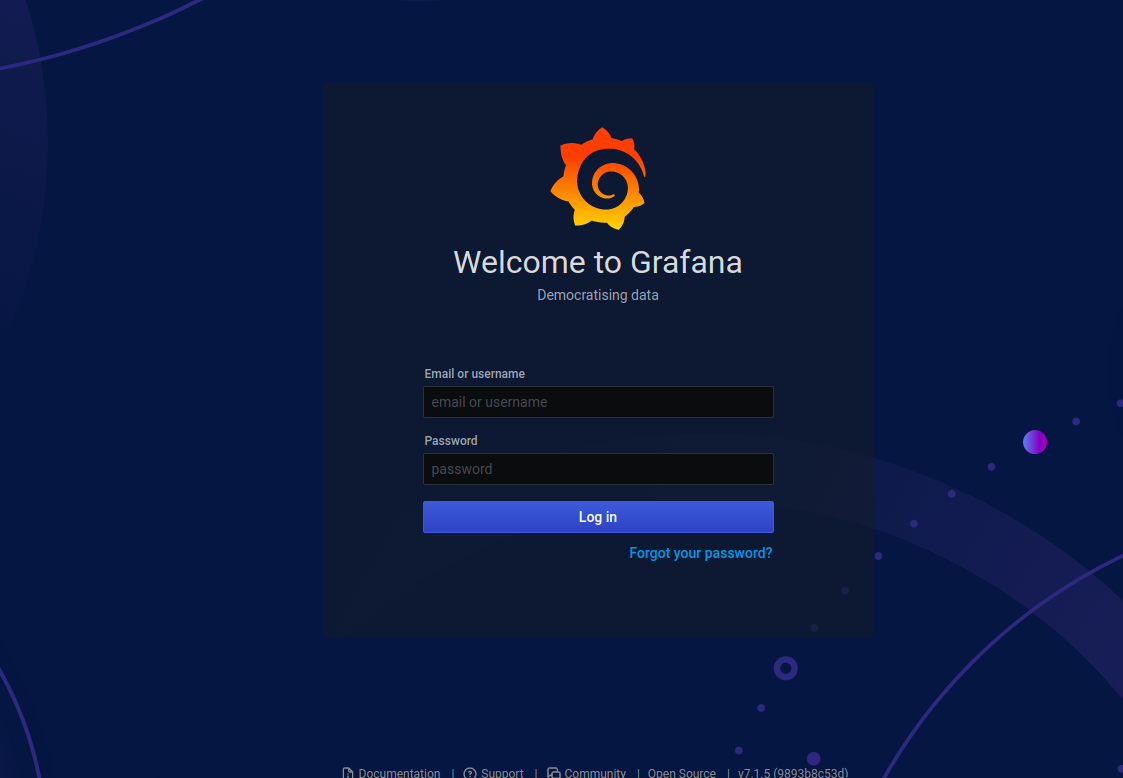 Welcome to Grafana
Democratising data
Email or username
email or username
Password
password
Log in
Forgot your password?
Documentation | Support | Community | Open Source | v7.1.5 (9893b8c53d)